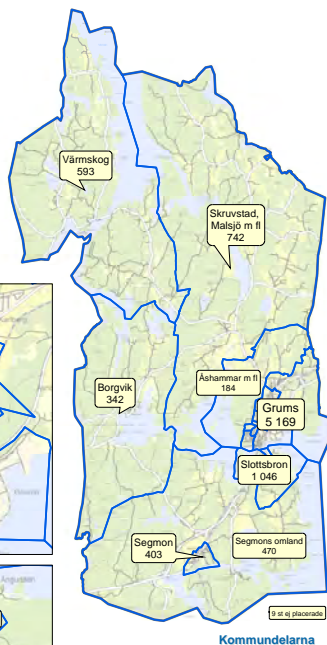 Värmskog
593
Skruvstad,
Malsjö m fl
742
Åshammar m fl
184
Borgvik
342
Grums
5 169
Slottsbron
1 046
Segmon
403
Segmons omland
470
9 st ej placerade
Kommundelarna